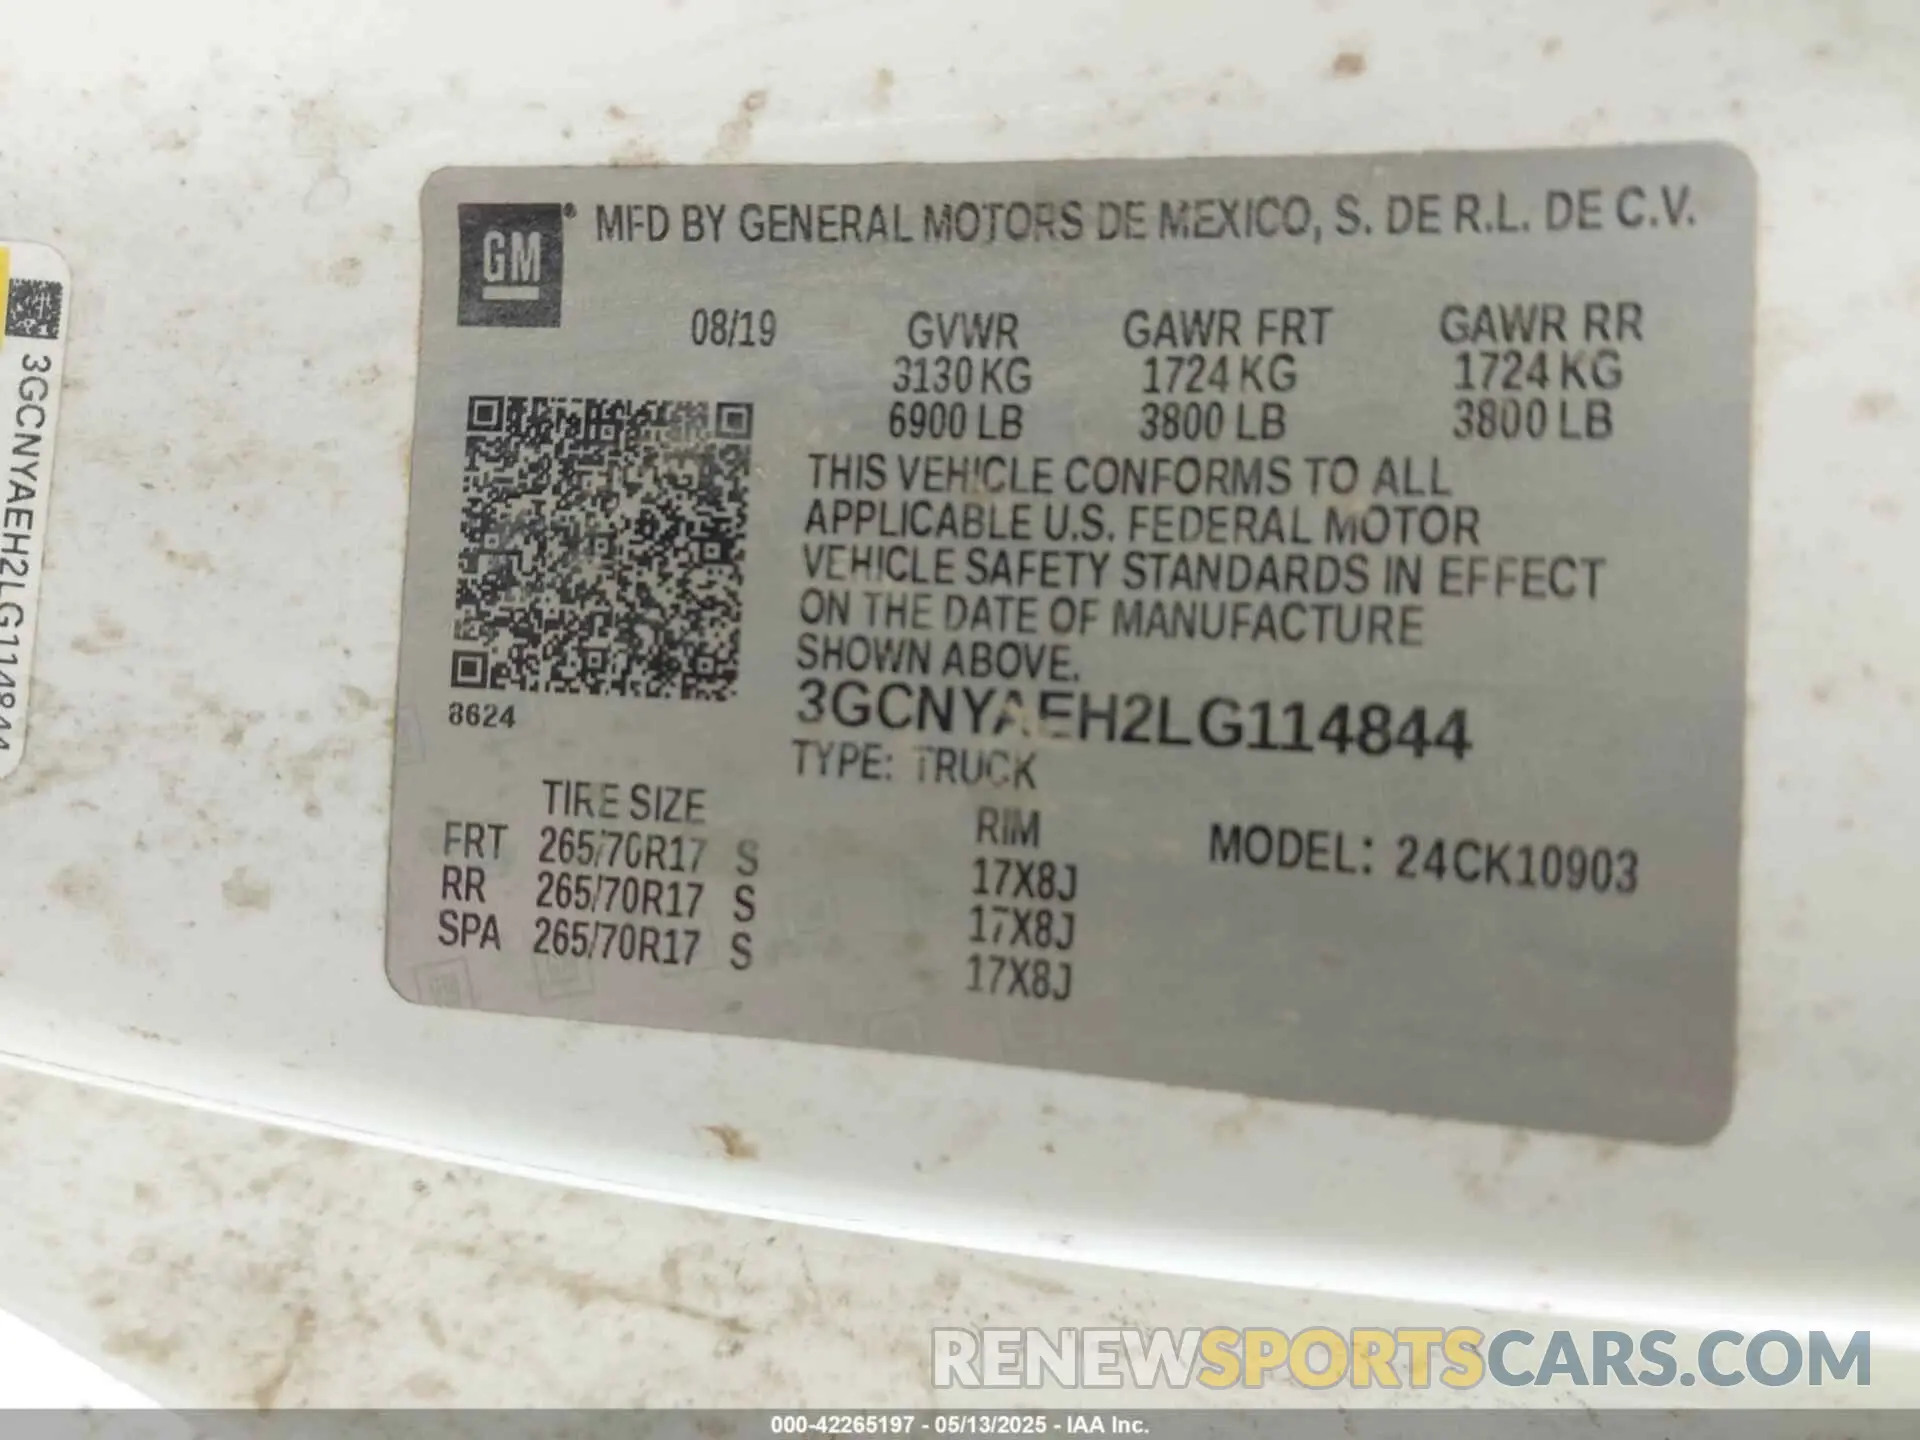 GM® MFD BY GENERAL MOTORS DE MEXICO, S. DE R.L. DE C.V.
08/19 GVWR GAWR FRT GAWR RR
3130 KG 1724 KG 1724 KG
6900 LB 3800 LB 3800 LB
THIS VEHICLE CONFORMS TO ALL
APPLICABLE U.S. FEDERAL MOTOR
VEHICLE SAFETY STANDARDS IN EFFECT
ON THE DATE OF MANUFACTURE
SHOWN ABOVE.
8624
3GCNYAEH2LG114844
TYPE: TRUCK
TIRE SIZE RIM MODEL: 24CK10903
FRT 265/70R17 S 17X8J
RR 265/70R17 S 17X8J
SPA 265/70R17 S 17X8J
3GCNYAEH2LG114844
RENEWSPORTSCARS.COM
000-42265197 - 05/13/2025 - IAA Inc.